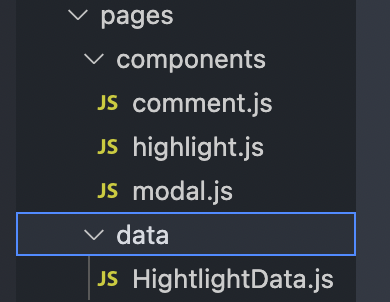 pages
components
JS comment.js
JS highlight.js
JS modal.js
data
JS HightlightData.js